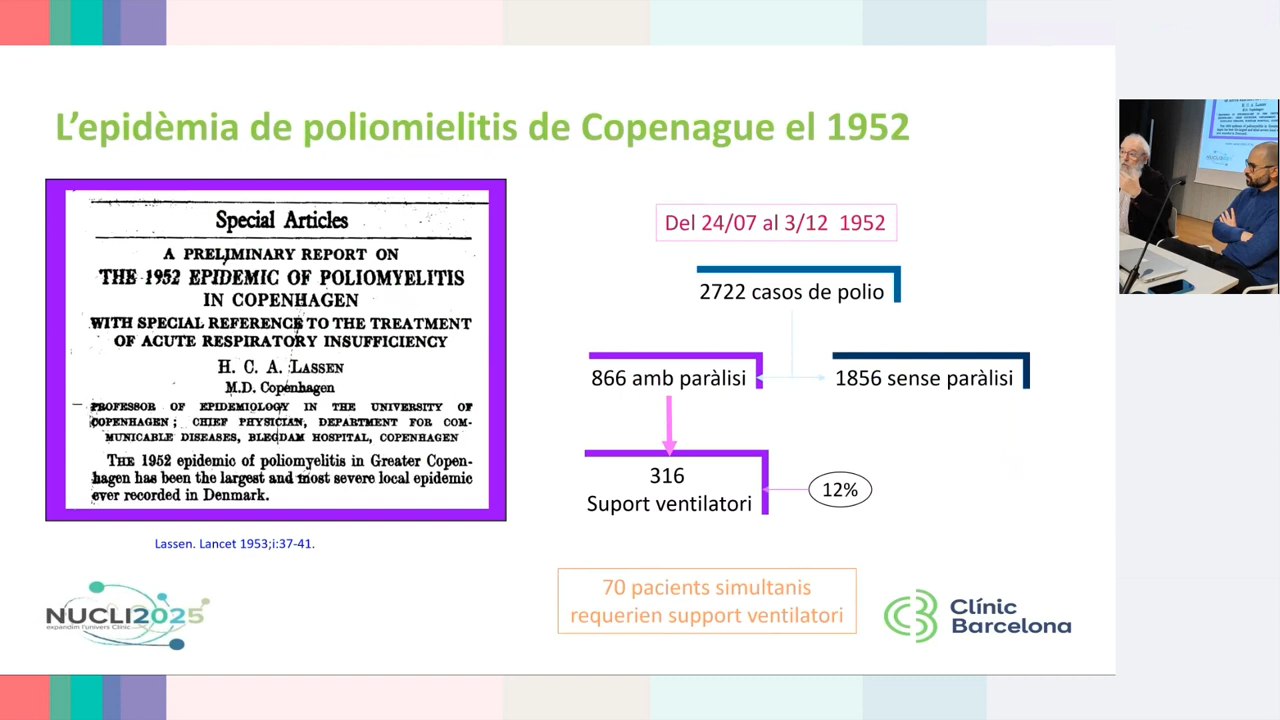 L'epidèmia de poliomielitis de Copenague el 1952
Special Articles
A PRELIMINARY REPORT ON
THE 1952 EPIDEMIC OF POLIOMYELITIS
IN COPENHAGEN
WITH SPECIAL REFERENCE TO THE TREATMENT
OF ACUTE RESPIRATORY INSUFFICIENCY
H. C. A. LASSEN
M.D. Copenhagen
PROFESSOR OF EPIDEMIOLOGY IN THE UNIVERSITY OF
COPENHAGEN ; CHIEF PHYSICIAN, DEPARTMENT FOR COM-
MUNICABLE DISEASES, BLEGDAM HOSPITAL, COPENHAGEN
THE 1952 epidemic of poliomyelitis in Greater Copen-
hagen has been the largest and most severe local epidemic
ever recorded in Denmark.
Lassen. Lancet 1953;i:37-41.
Del 24/07 al 3/12 1952
2722 casos de polio
866 amb paràlisi
1856 sense paràlisi
316
Suport ventilatori
12%
70 pacients simultanis
requerien support ventilatori
NUCLI2025
expandim l'univers Clínic
Clínic
Barcelona
NUCLI